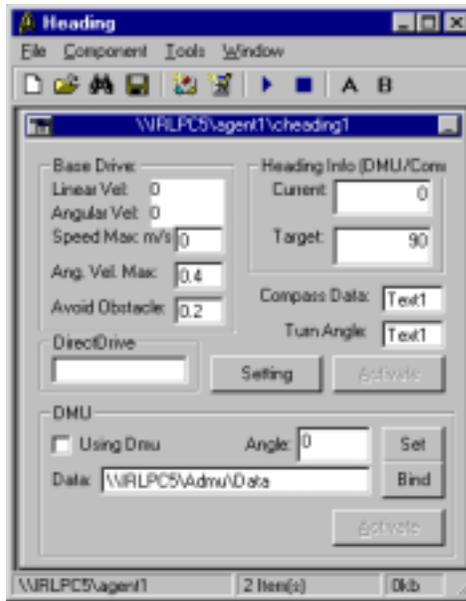 Heading
File Component Tools Window
A B
\\IRLPC5\agent1\cheading1
Base Drive:
Linear Vel: 0
Angular Vel: 0
Speed Max: m/s 0
Ang. Vel. Max: 0.4
Avoid Obstacle: 0.2
Heading Info (DMU/Com
Current: 0
Target: 90
Compass Data: Text1
Turn Angle: Text1
DirectDrive
Setting Activate
DMU
Using Dmu Angle: 0 Set
Data: \\IRLPC5\Admu\Data Bind
Activate
\\IRLPC5\agent1 2 Item(s) 0kb